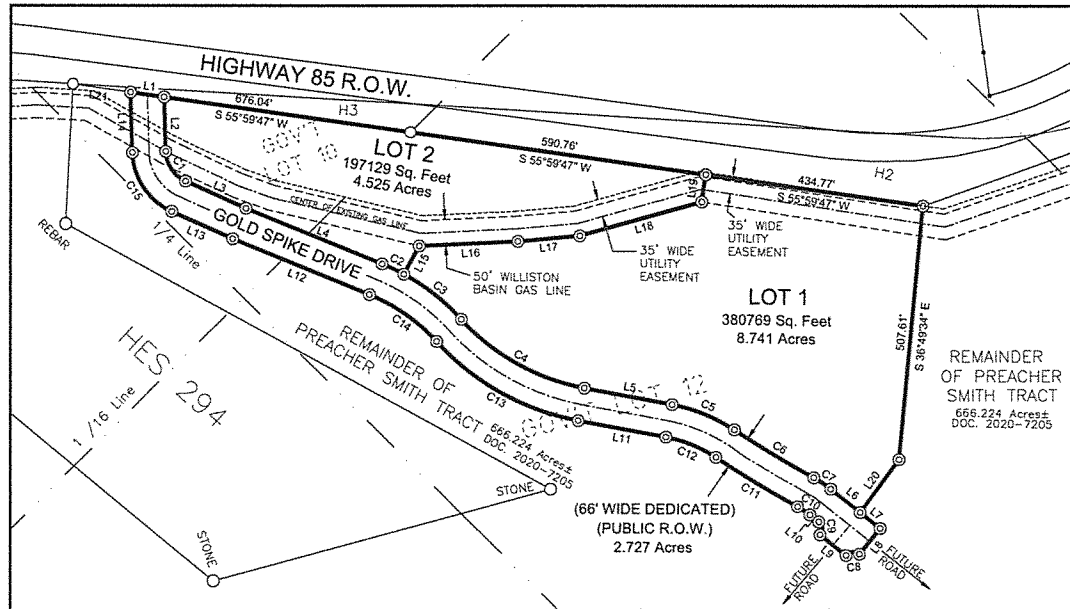 HIGHWAY 85 R.O.W.
L21
L1
676.04'
H3
S 55°59'47" W
590.76'
S 55°59'47" W
H2
434.77'
S 55°59'47" W
L14
L2
GOV'T
LOT 10
LOT 2
197129 Sq. Feet
4.525 Acres
L3
CENTER OF EXISTING GAS LINE
L4
C15
GOLD SPIKE DRIVE
L13
L12
C2
L15
L16
L17
L18
L19
35' WIDE
UTILITY
EASEMENT
35' WIDE
UTILITY
EASEMENT
50' WILLISTON
BASIN GAS LINE
REBAR
1/4 Line
C3
C14
C4
LOT 1
380769 Sq. Feet
8.741 Acres
507.61'
S 36°49'34" E
REMAINDER
OF PREACHER
SMITH TRACT
666.224 Acres±
DOC. 2020-7205
HES 294
1 /16 Line
REMAINDER OF
PREACHER SMITH TRACT
666.224 Acres±
DOC. 2020-7205
C13
GOV'T LOT 12
L5
L11
C5
C12
C6
C11
C7
L6
L20
L7
C10
L10
C9
L9
C8
L8
STONE
STONE
(66' WIDE DEDICATED)
(PUBLIC R.O.W.)
2.727 Acres
FUTURE
ROAD
FUTURE
ROAD